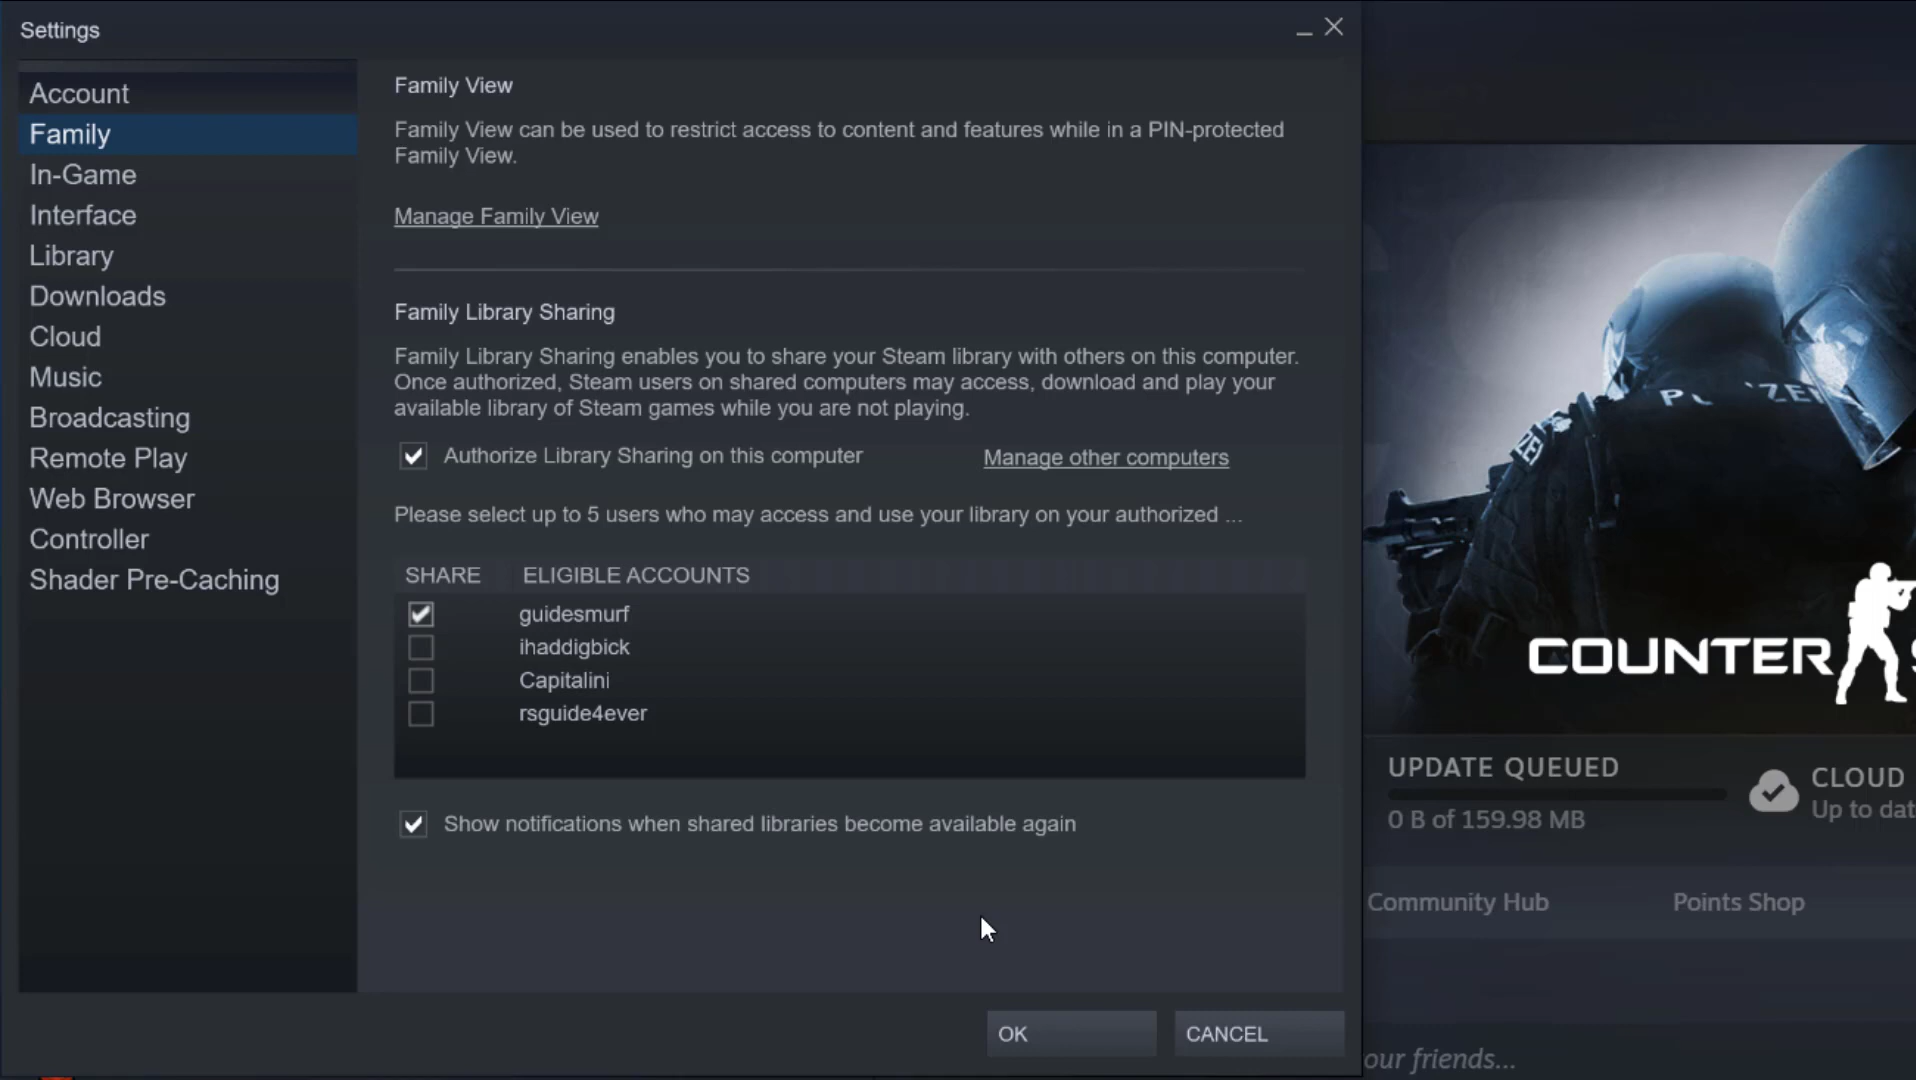 Settings
Account
Family
In-Game
Interface
Library
Downloads
Cloud
Music
Broadcasting
Remote Play
Web Browser
Controller
Shader Pre-Caching
Family View
Family View can be used to restrict access to content and features while in a PIN-protected
Family View.
Manage Family View
Family Library Sharing
Family Library Sharing enables you to share your Steam library with others on this computer.
Once authorized, Steam users on shared computers may access, download and play your
available library of Steam games while you are not playing.
Authorize Library Sharing on this computer
Manage other computers
Please select up to 5 users who may access and use your library on your authorized ...
SHARE ELIGIBLE ACCOUNTS
guidesmurf
ihaddigbick
Capitalini
rsguide4ever
Show notifications when shared libraries become available again
OK
CANCEL
COUNTER
UPDATE QUEUED
0 B of 159.98 MB
CLOUD
Up to dat
Community Hub
Points Shop
our friends...